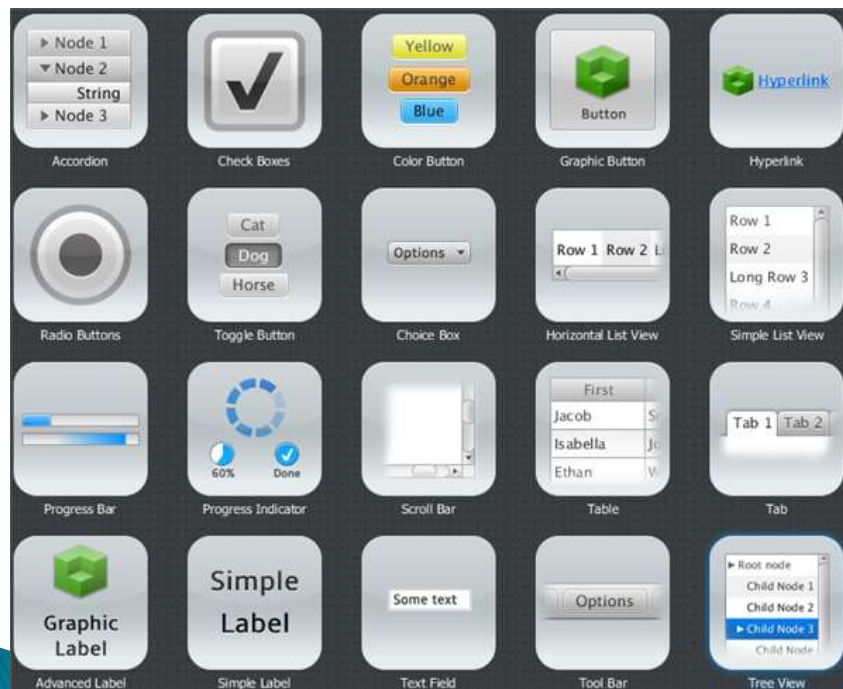 Node 1
Node 2
String
Node 3
Accordion
Check Boxes
Yellow
Orange
Blue
Color Button
Button
Graphic Button
Hyperlink
Hyperlink
Radio Buttons
Cat
Dog
Horse
Toggle Button
Options
Choice Box
Row 1 Row 2 L
Horizontal List View
Row 1
Row 2
Long Row 3
Row 4
Simple List View
Progress Bar
60% Done
Progress Indicator
Scroll Bar
First
Jacob
Isabella
Ethan
Table
Tab 1 Tab 2
Tab
Graphic
Label
Advanced Label
Simple
Label
Simple Label
Some text
Text Field
Options
Tool Bar
Root node
Child Node 1
Child Node 2
Child Node 3
Child Node
Tree View